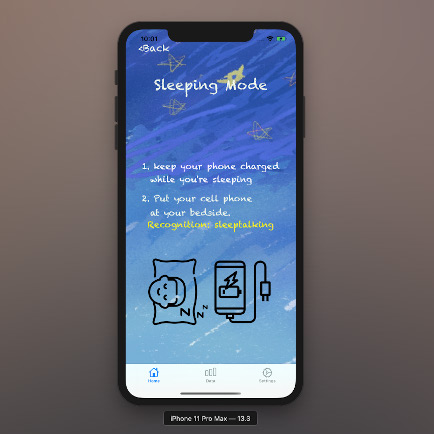 10:01
<Back
Sleeping Mode
1. keep your phone charged
while you're sleeping
2. Put your cell phone
at your bedside.
Recognition: sleeptalking
z z z
Home Data Settings
iPhone 11 Pro Max — 13.3